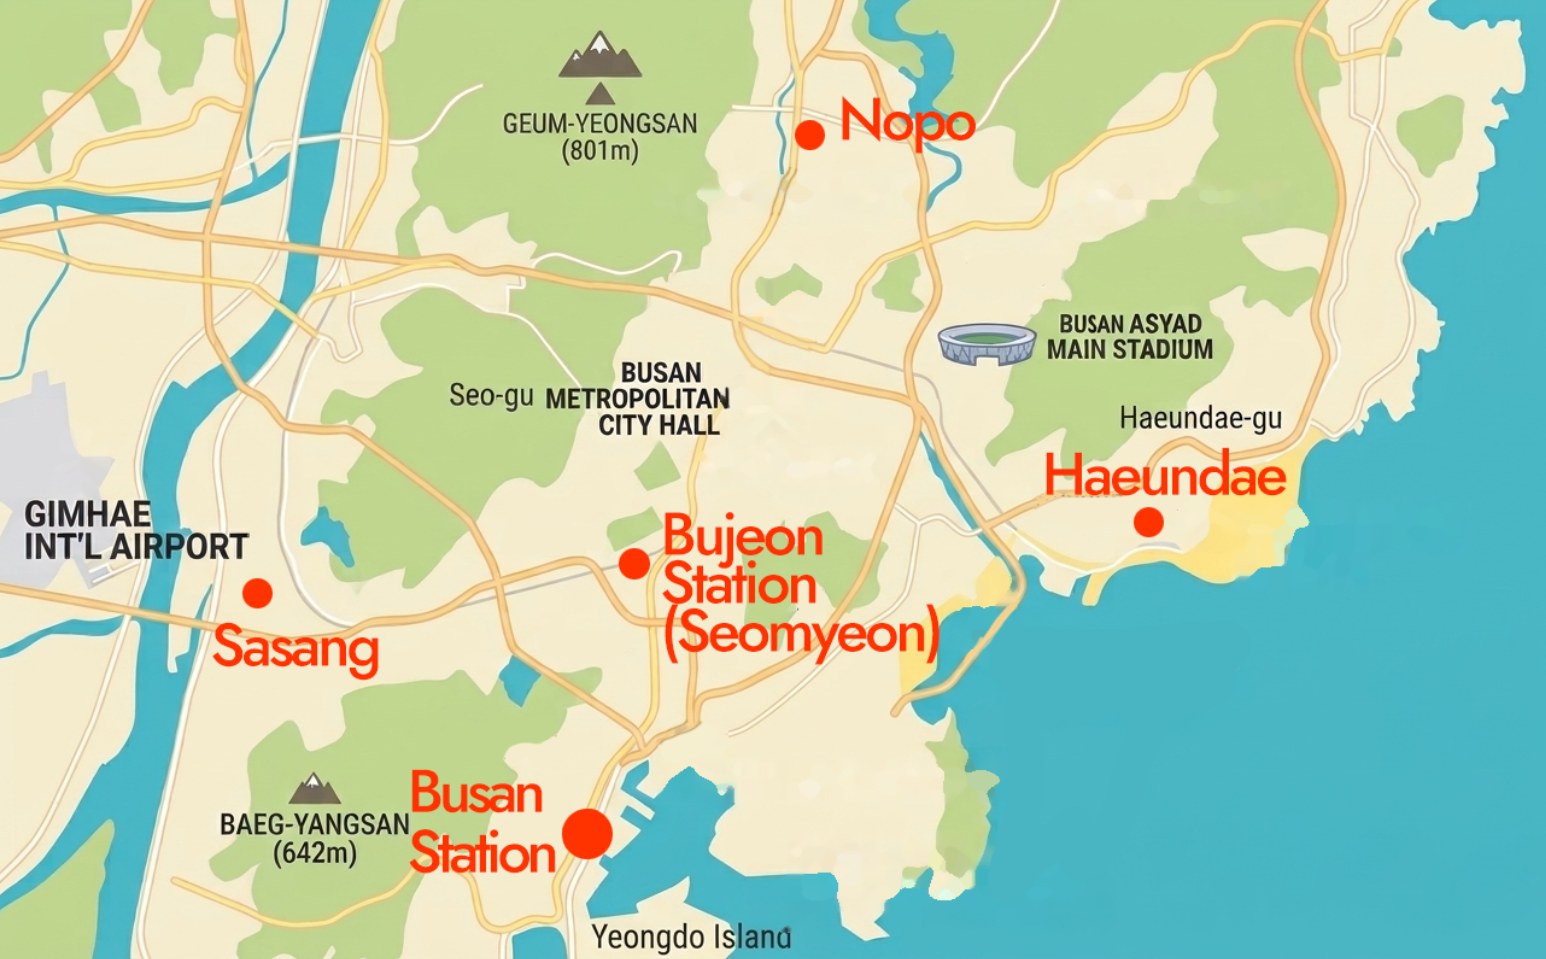 Nopo
GEUM-YEONGSAN
(801m)
BUSAN ASYAD
MAIN STADIUM
BUSAN
Seo-gu
METROPOLITAN
CITY HALL
Haeundae-gu
Haeundae
GIMHAE
INT'L AIRPORT
Bujeon
Station
(Seomyeon)
Sasang
Busan
Station
BAEG-YANGSAN
(642m)
Yeongdo Island